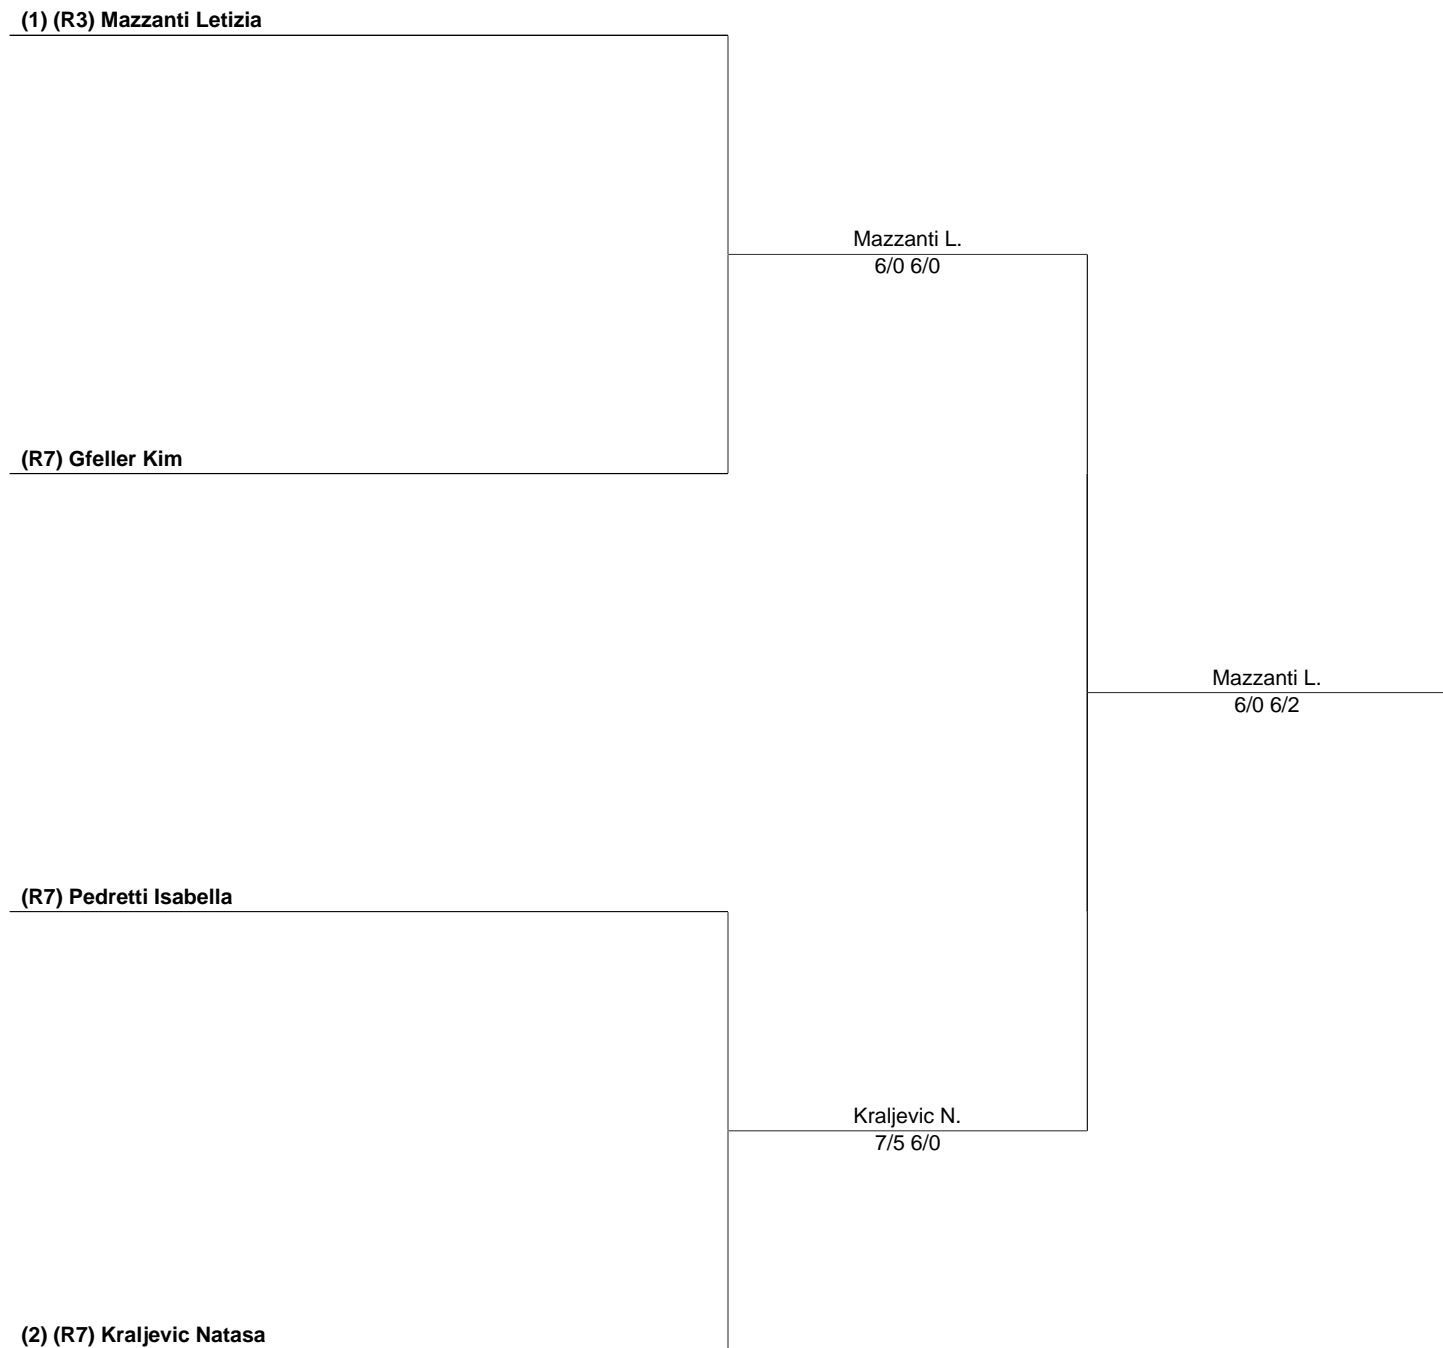 (1) (R3) Mazzanti Letizia
Mazzanti L.
6/0 6/0
(R7) Gfeller Kim
Mazzanti L.
6/0 6/2
(R7) Pedretti Isabella
Kraljevic N.
7/5 6/0
(2) (R7) Kraljevic Natasa